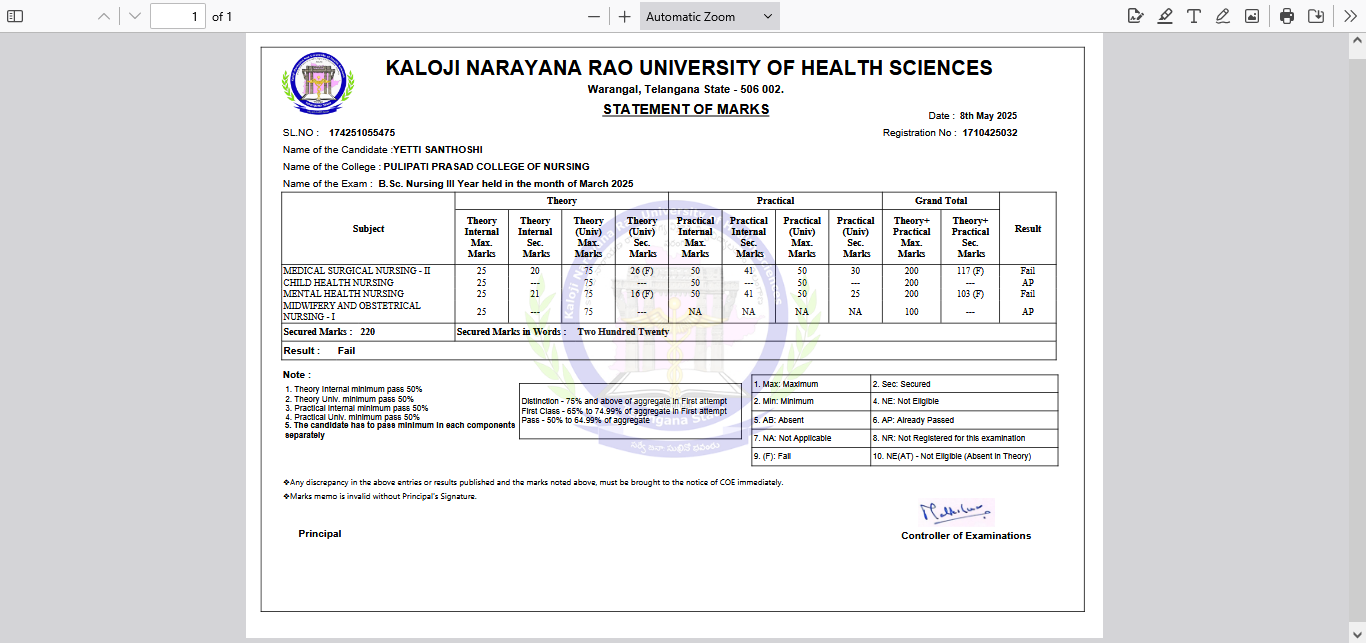 1 of 1 Automatic Zoom
KALOJI NARAYANA RAO UNIVERSITY OF HEALTH SCIENCES
Warangal, Telangana State - 506 002.
STATEMENT OF MARKS
Date : 8th May 2025
SL.NO : 174251055475 Registration No : 1710425032
Name of the Candidate :YETTI SANTHOSHI
Name of the College : PULIPATI PRASAD COLLEGE OF NURSING
Name of the Exam : B.Sc. Nursing III Year held in the month of March 2025
Theory Practical Grand Total
Subject Theory Internal Max. Marks Theory Internal Sec. Marks Theory (Univ) Max. Marks Theory (Univ) Sec. Marks Practical Internal Max. Marks Practical Internal Sec. Marks Practical (Univ) Max. Marks Practical (Univ) Sec. Marks Theory+ Practical Max. Marks Theory+ Practical Sec. Marks Result
MEDICAL SURGICAL NURSING - II 25 20 75 26 (F) 50 41 50 30 200 117 (F) Fail
CHILD HEALTH NURSING 25 --- 75 --- 50 --- 50 --- 200 --- AP
MENTAL HEALTH NURSING 25 21 75 16 (F) 50 41 50 25 200 103 (F) Fail
MIDWIFERY AND OBSTETRICAL
NURSING - I 25 --- 75 --- NA NA NA NA 100 --- AP
Secured Marks : 220 Secured Marks in Words : Two Hundred Twenty
Result : Fail
Note :
1. Theory Internal minimum pass 50%
2. Theory Univ. minimum pass 50%
3. Practical Internal minimum pass 50%
4. Practical Univ. minimum pass 50%
5. The candidate has to pass minimum in each components
separately
Distinction - 75% and above of aggregate in First attempt
First Class - 65% to 74.99% of aggregate in First attempt
Pass - 50% to 64.99% of aggregate
1. Max: Maximum 2. Sec: Secured
2. Min: Minimum 4. NE: Not Eligible
5. AB: Absent 6. AP: Already Passed
7. NA: Not Applicable 8. NR: Not Registered for this examination
9. (F): Fail 10. NE(AT) - Not Eligible (Absent in Theory)
❖Any discrepancy in the above entries or results published and the marks noted above, must be brought to the notice of COE immediately.
❖Marks memo is invalid without Principal's Signature.
Principal
Controller of Examinations